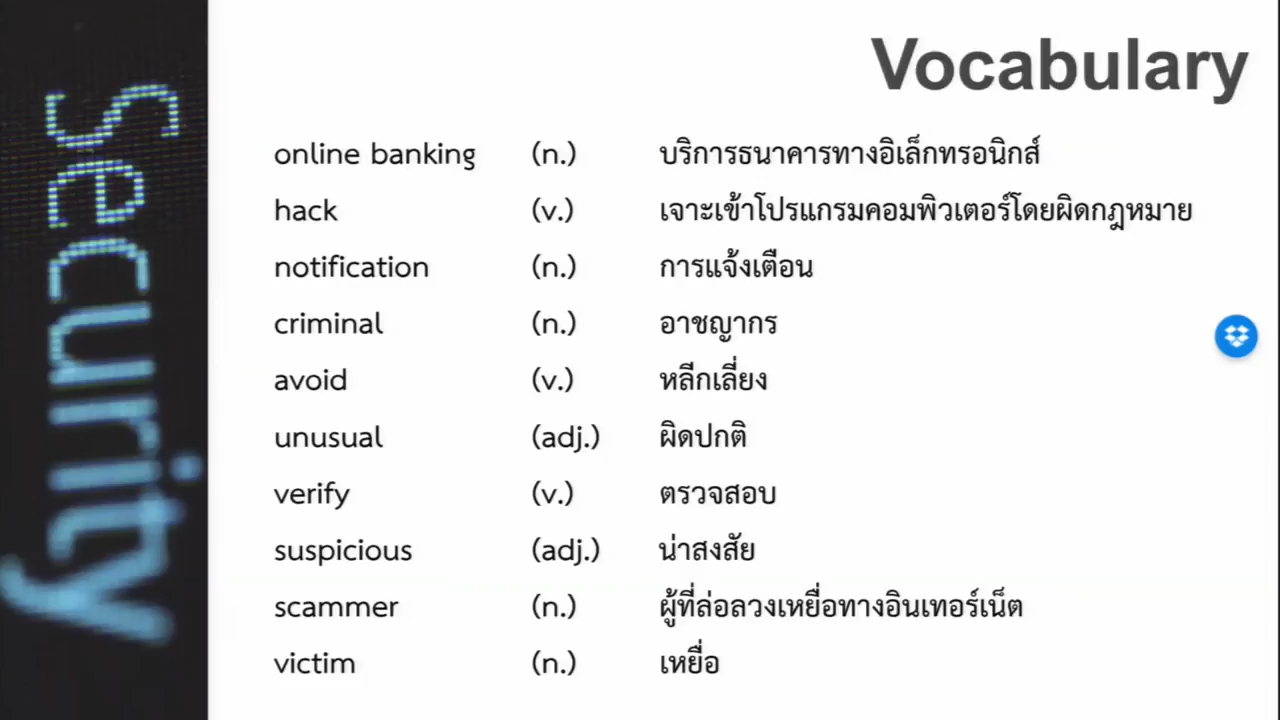 Security
Vocabulary
online banking (n.) บริการธนาคารทางอิเล็กทรอนิกส์
hack (v.) เจาะเข้าโปรแกรมคอมพิวเตอร์โดยผิดกฎหมาย
notification (n.) การแจ้งเตือน
criminal (n.) อาชญากร
avoid (v.) หลีกเลี่ยง
unusual (adj.) ผิดปกติ
verify (v.) ตรวจสอบ
suspicious (adj.) น่าสงสัย
scammer (n.) ผู้ที่ล่อลวงเหยื่อทางอินเทอร์เน็ต
victim (n.) เหยื่อ